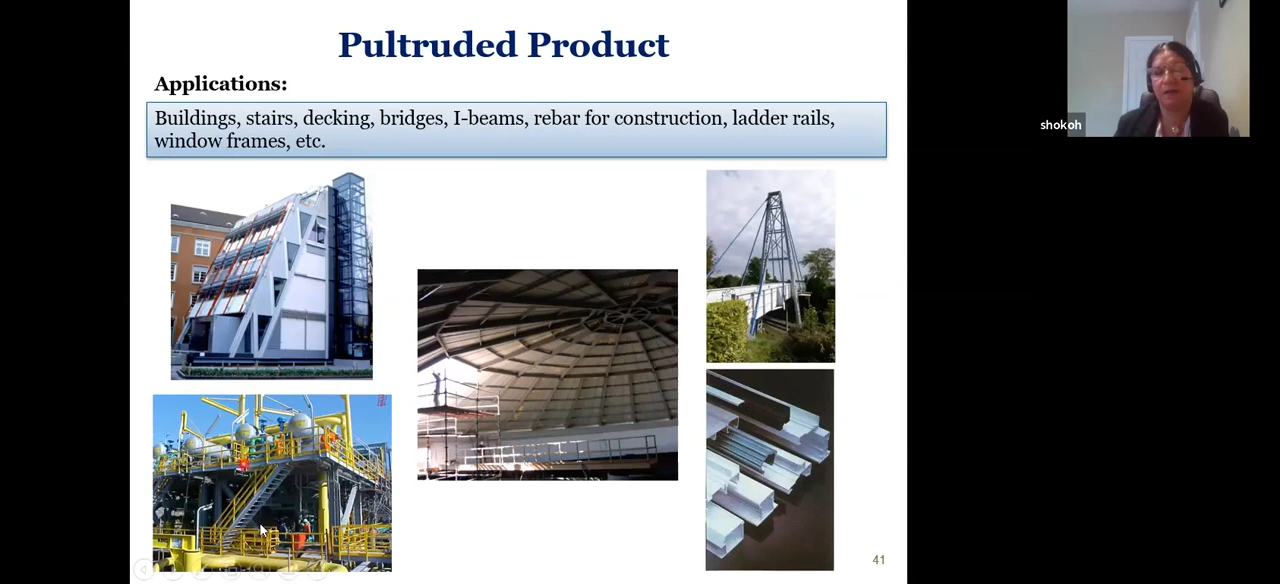 Pultruded Product
Applications:
Buildings, stairs, decking, bridges, I-beams, rebar for construction, ladder rails,
window frames, etc.
shokoh
41